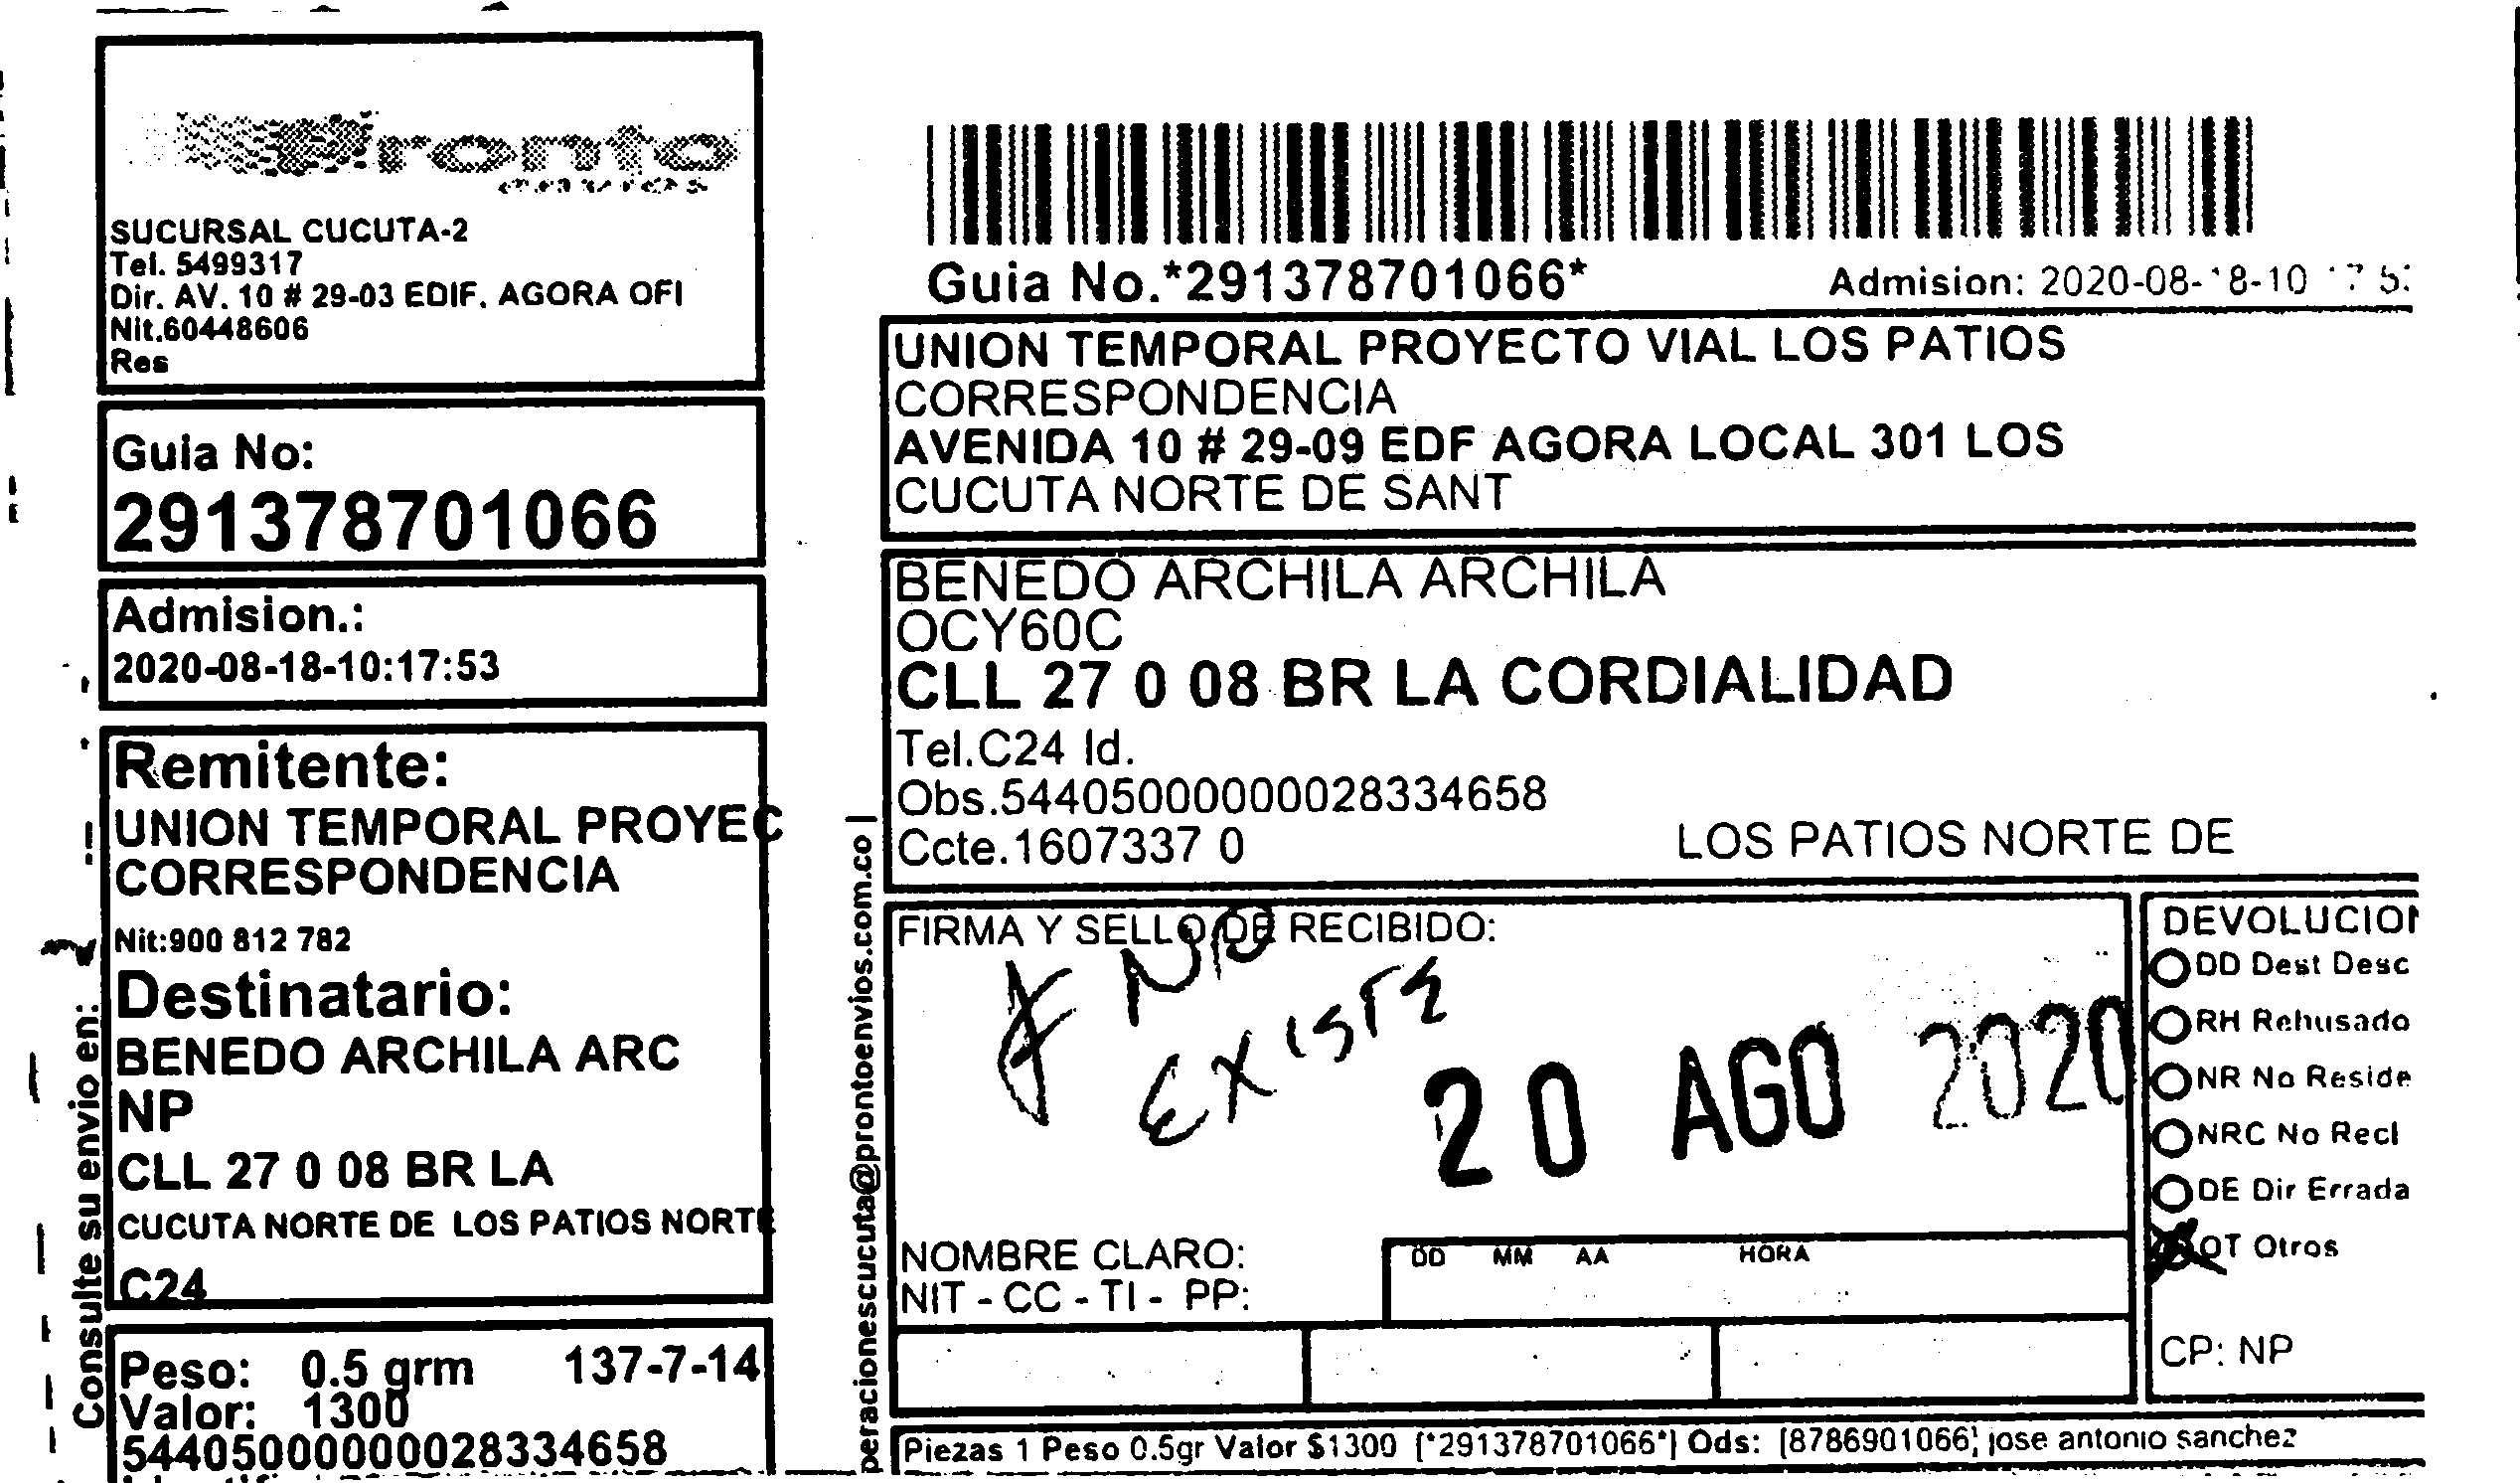 Pronto
envios
SUCURSAL CUCUTA-2
Tel. 5499317
Dir. AV. 10 # 29-03 EDIF. AGORA OFI
Nit.60448606
Res
Guia No:
291378701066
Admision.:
2020-08-18-10:17:53
Remitente:
UNION TEMPORAL PROYEC
CORRESPONDENCIA
Nit:900 812 782
Destinatario:
BENEDO ARCHILA ARC
NP
CLL 27 0 08 BR LA
CUCUTA NORTE DE LOS PATIOS NORTE
C24
Peso: 0.5 grm 137-7-14
Valor: 1300
544050000000028334658
Consulte su envio en:
peracionescucuta@prontoenvios.com.co |
Guia No.*291378701066*
Admision: 2020-08-18-10
UNION TEMPORAL PROYECTO VIAL LOS PATIOS
CORRESPONDENCIA
AVENIDA 10 # 29-09 EDF AGORA LOCAL 301 LOS
CUCUTA NORTE DE SANT
BENEDO ARCHILA ARCHILA
OCY60C
CLL 27 0 08 BR LA CORDIALIDAD
Tel.C24 Id.
Obs.544050000000028334658
Ccte.1607337 0
LOS PATIOS NORTE DE
FIRMA Y SELLO DE RECIBIDO:
No
Existe
20 AGO 2020
NOMBRE CLARO:
NIT - CC - TI - PP:
DD MM AA HORA
DEVOLUCION
DD Dest Desc
RH Rehusado
NR No Reside
NRC No Recl
DE Dir Errada
OT Otros
CP: NP
Piezas 1 Peso 0.5gr Valor $1300 [*291378701066*] Ods: [8786901066] jose antonio sanchez